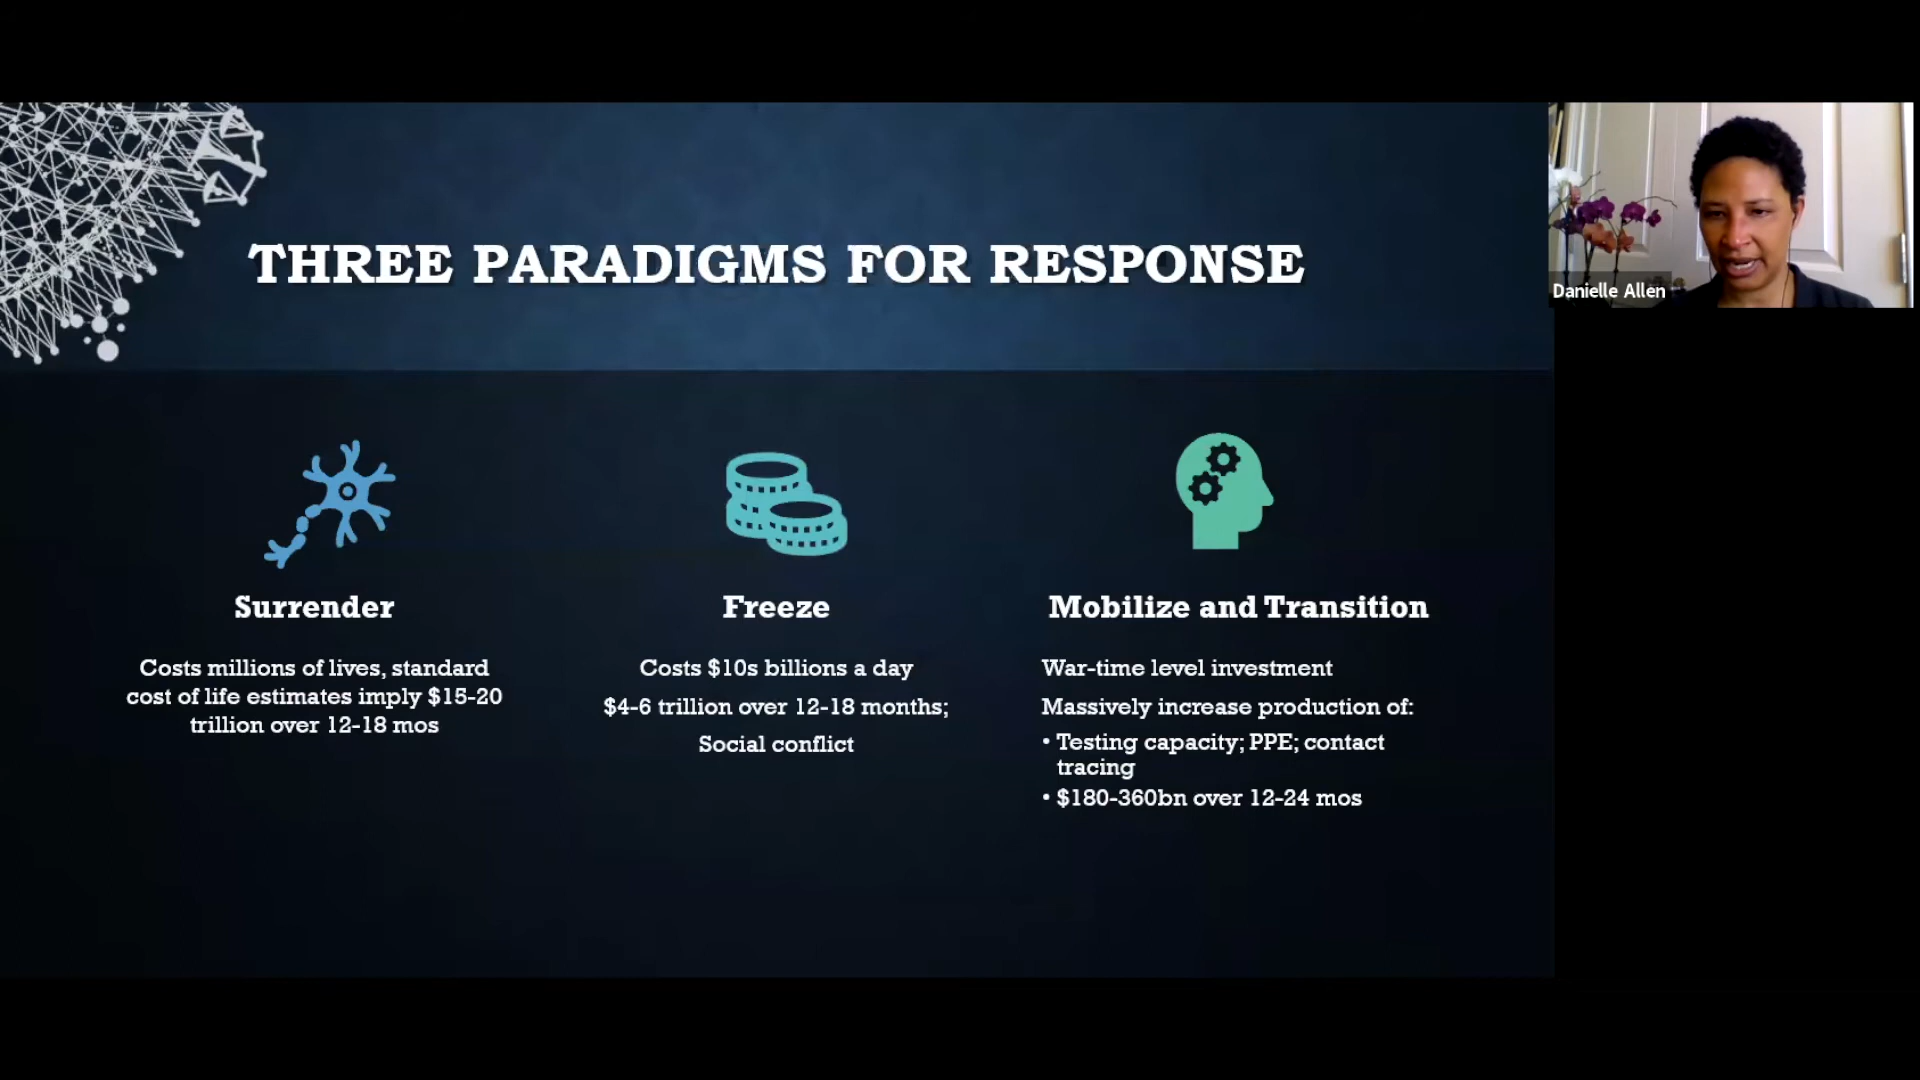 THREE PARADIGMS FOR RESPONSE
Danielle Allen
Surrender
Costs millions of lives, standard
cost of life estimates imply $15-20
trillion over 12-18 mos
Freeze
Costs $10s billions a day
$4-6 trillion over 12-18 months;
Social conflict
Mobilize and Transition
War-time level investment
Massively increase production of:
• Testing capacity; PPE; contact
tracing
• $180-360bn over 12-24 mos